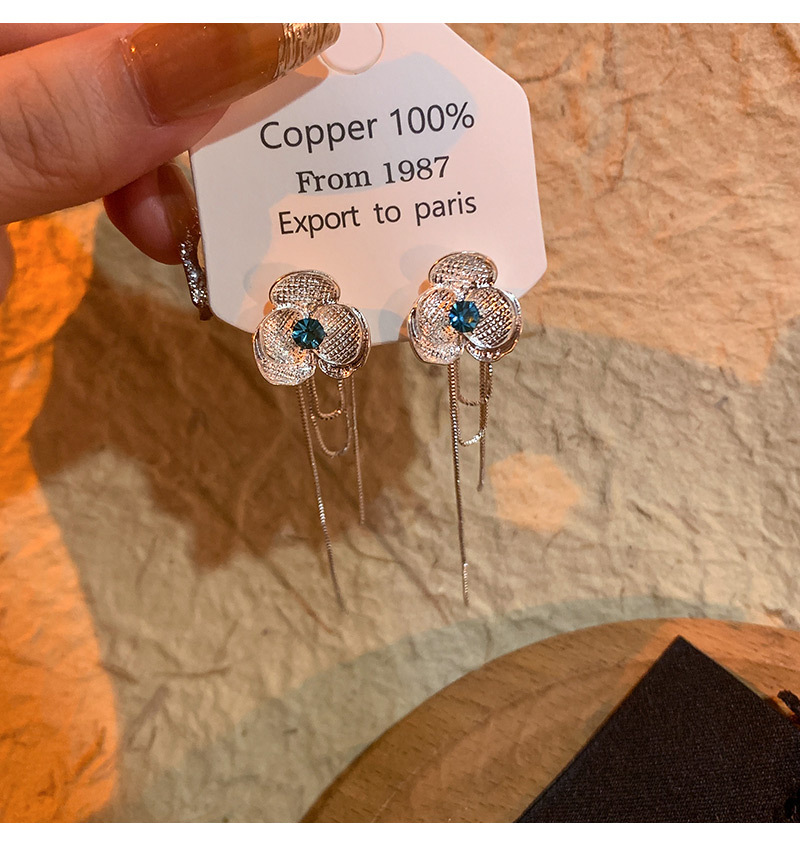 Copper 100%
From 1987
Export to paris